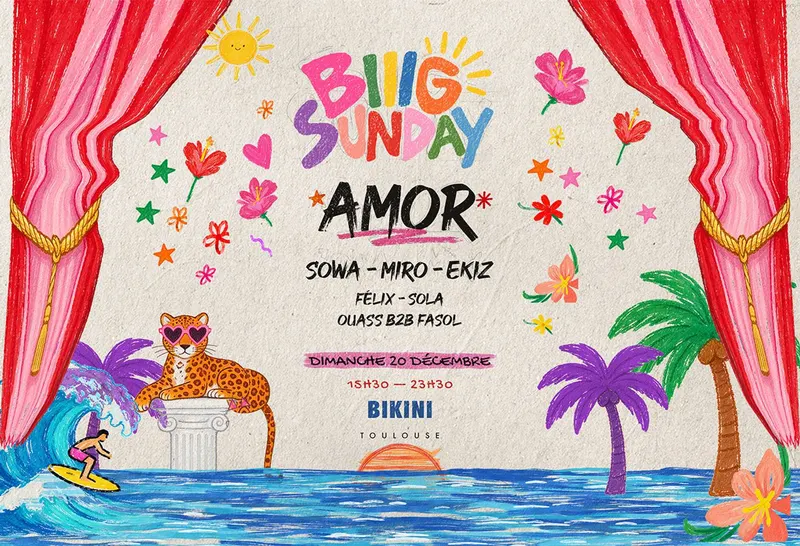 BIIIG
SUNDAY
AMOR*
SOWA - MIRO - EKIZ
FÉLIX - SOLA
OUASS B2B FASOL
DIMANCHE 20 DÉCEMBRE
15H30 — 23H30
BIKINI
TOULOUSE